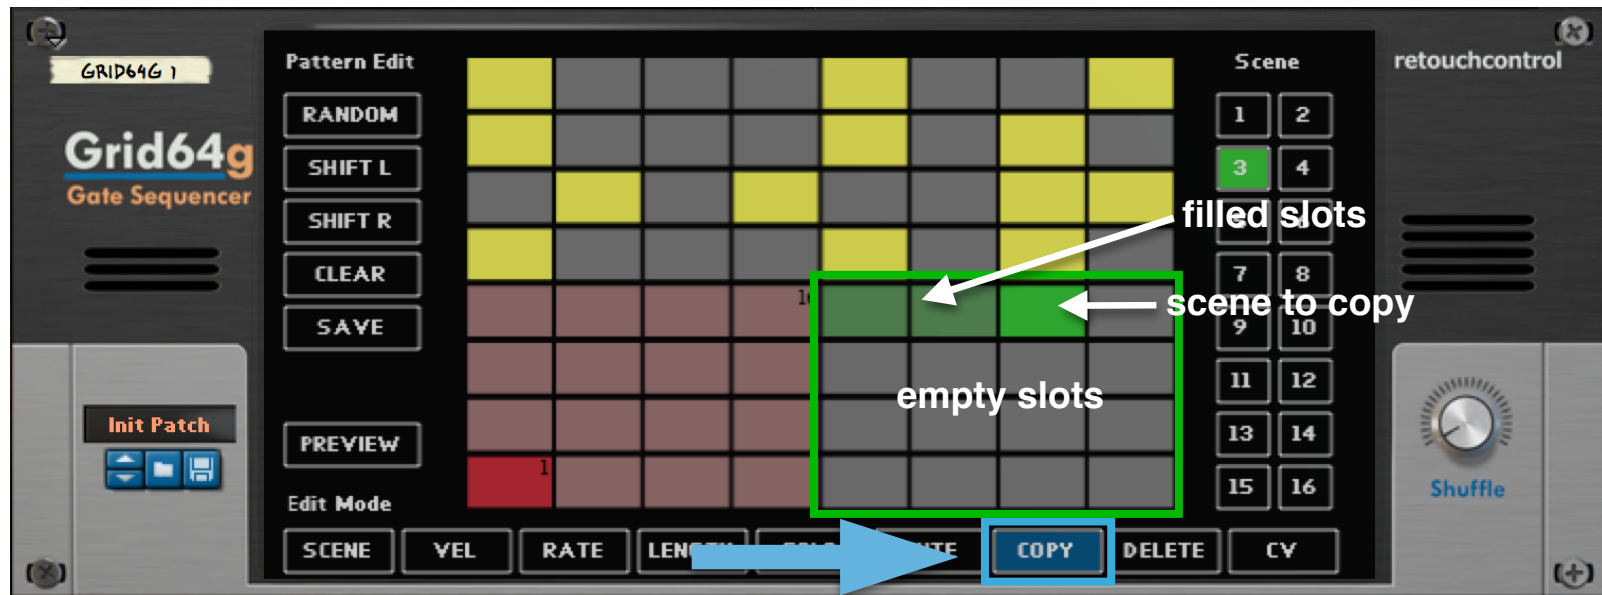 GRID64G 1
Grid64g
Gate Sequencer
Init Patch
Pattern Edit
RANDOM
SHIFT L
SHIFT R
CLEAR
SAVE
PREVIEW
Edit Mode
1
filled slots
scene to copy
empty slots
SCENE VEL RATE LENGTH COPY DELETE CV
Scene
1 2
3 4
7 8
9 10
11 12
13 14
15 16
retouchcontrol
Shuffle